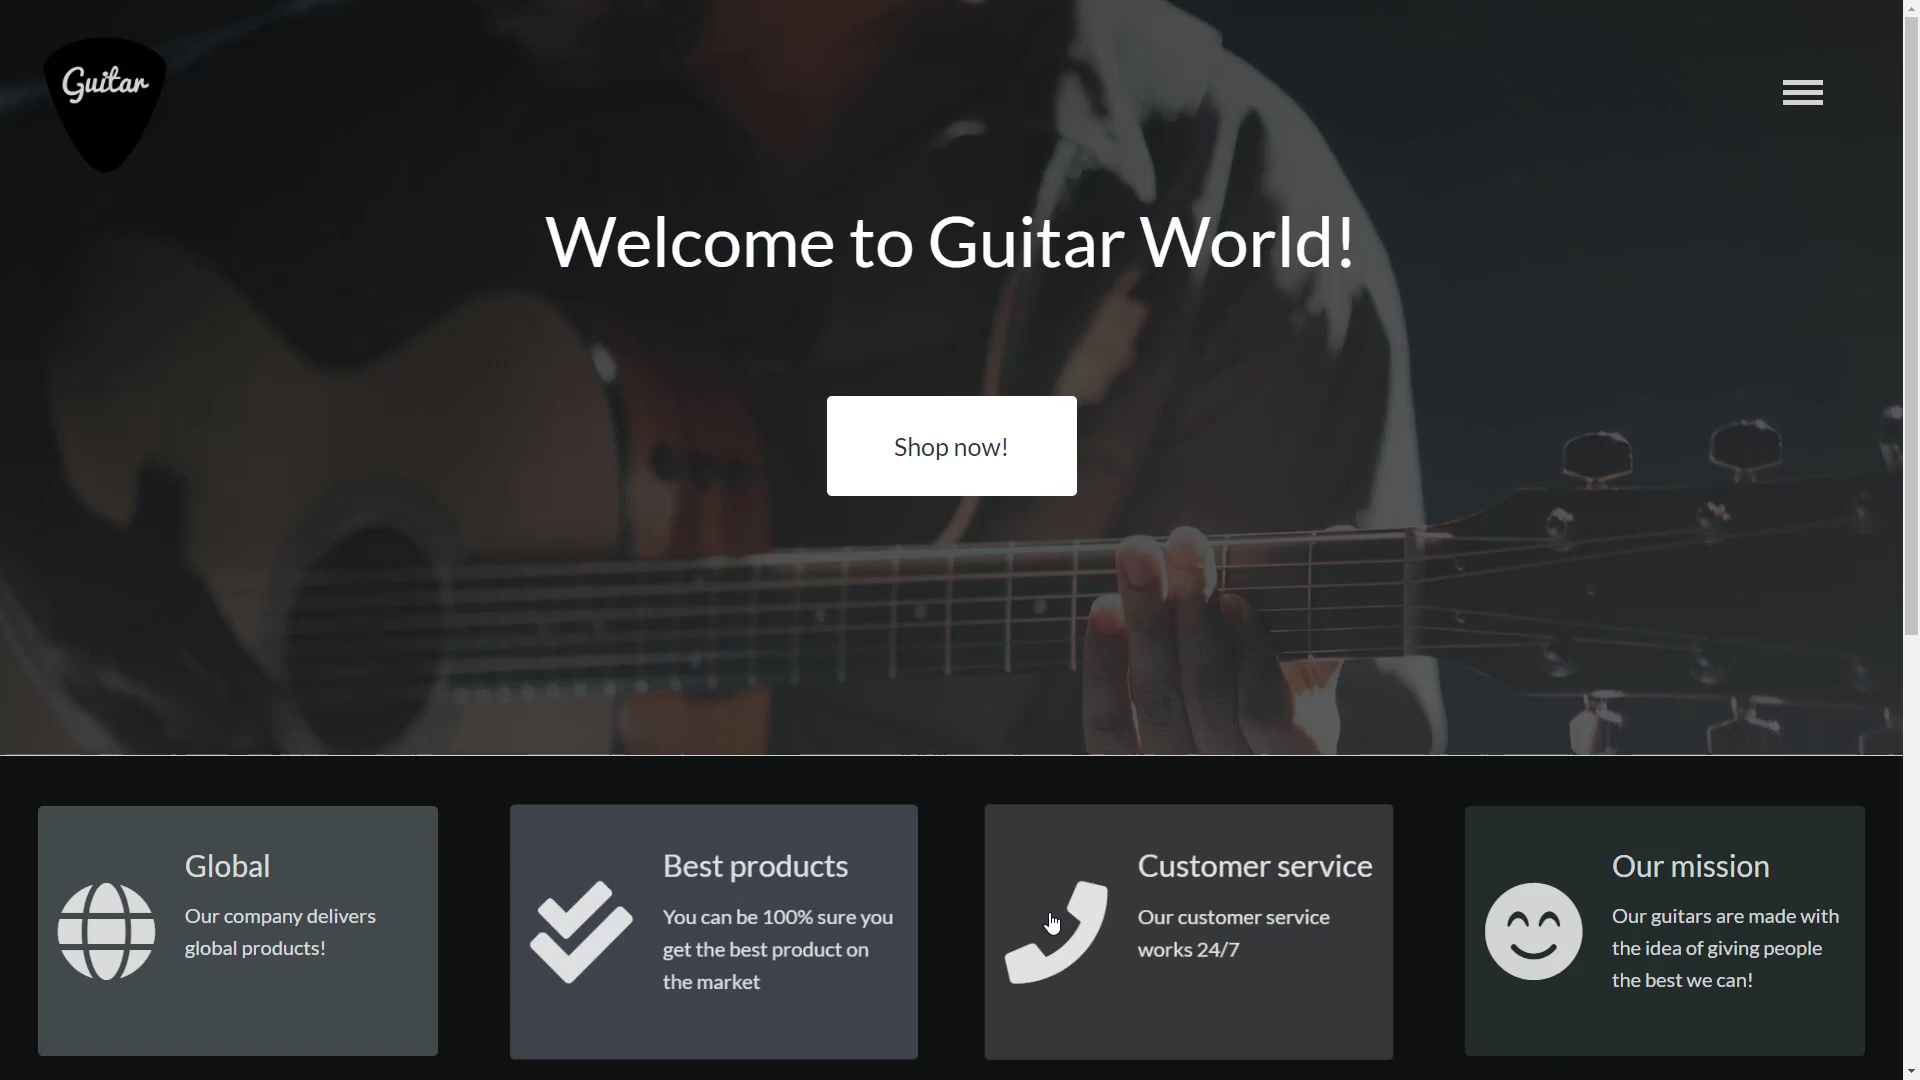 Guitar
Welcome to Guitar World!
Shop now!
Global
Our company delivers
global products!
Best products
You can be 100% sure you
get the best product on
the market
Customer service
Our customer service
works 24/7
Our mission
Our guitars are made with
the idea of giving people
the best we can!